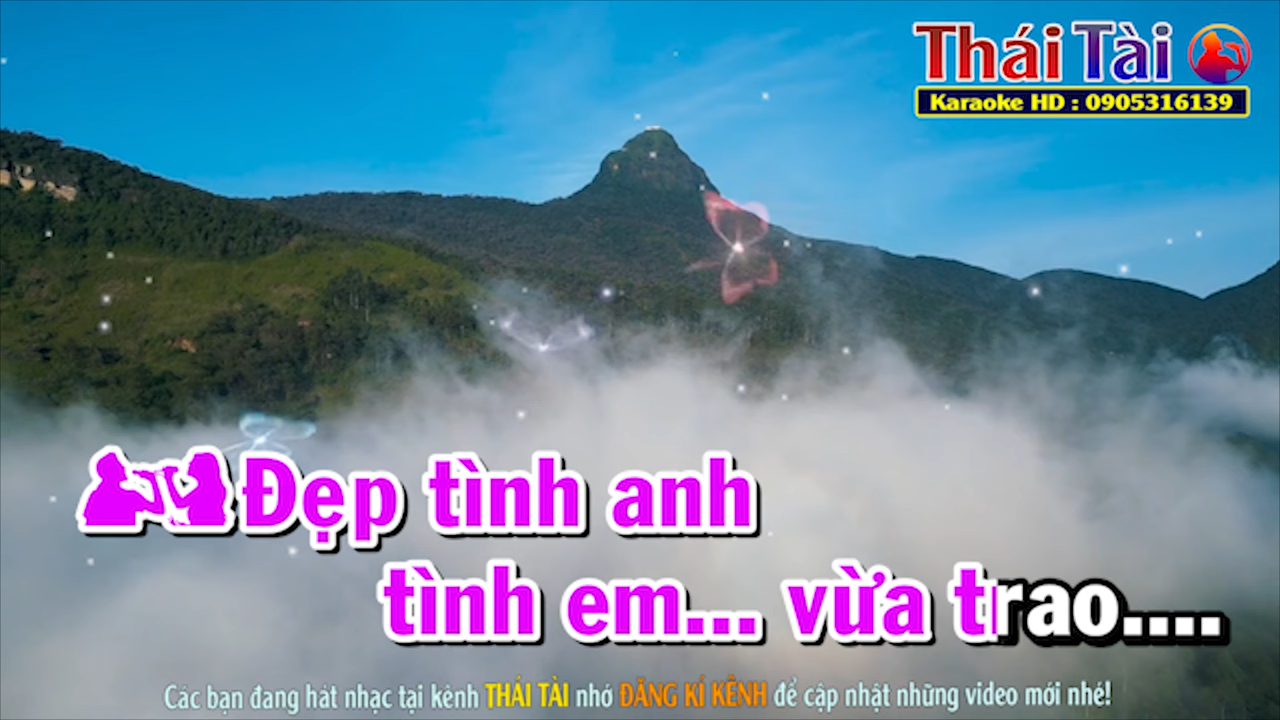 Thái Tài
Karaoke HD : 0905316139
Đẹp tình anh
tình em... vừa trao....
Các bạn đang hát nhạc tại kênh THÁI TÀI nhớ ĐĂNG KÍ KÊNH để cập nhật những video mới nhé!